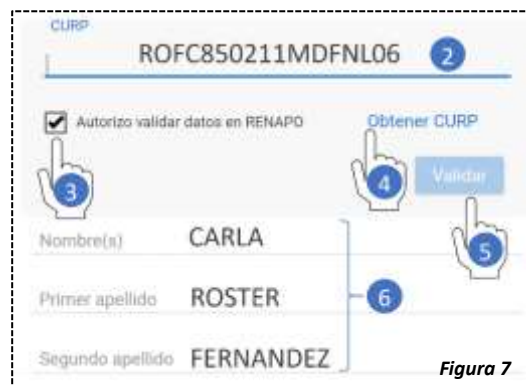 CURP
ROFC850211MDFNL06 2
Autorizo validar datos en RENAPO Obtener CURP
3 4 Validar
5
Nombre(s) CARLA
Primer apellido ROSTER 6
Segundo apellido FERNANDEZ
Figura 7